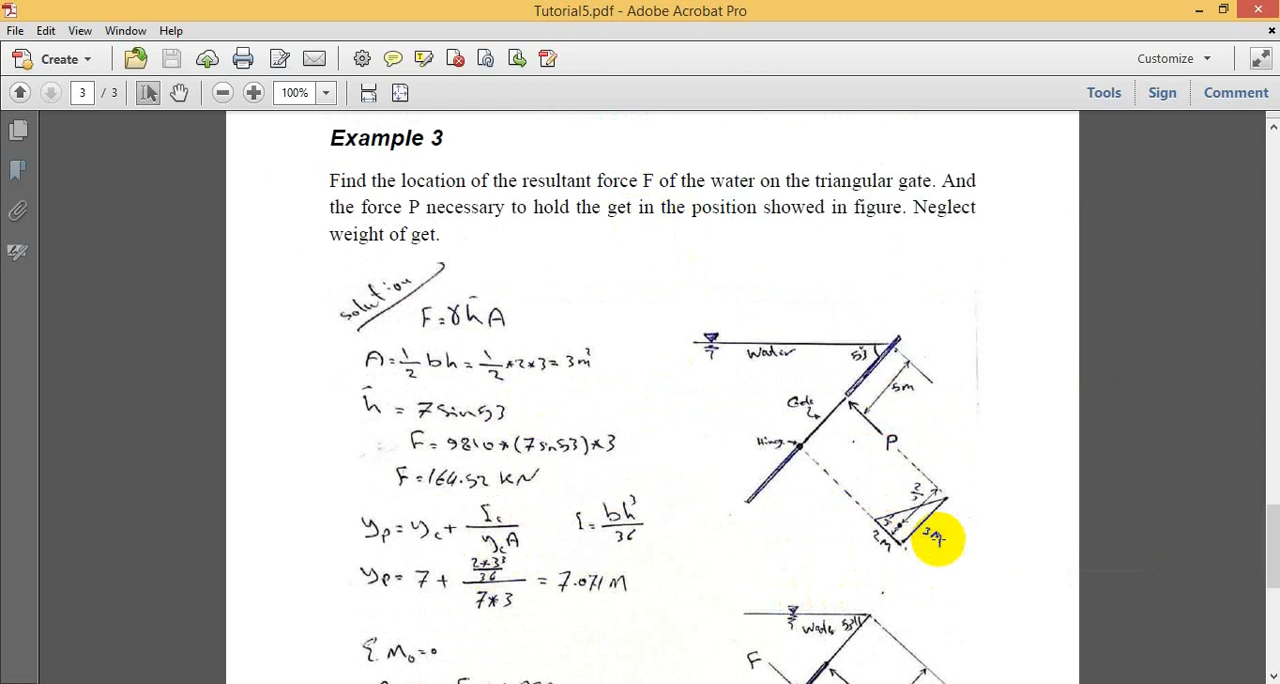 Tutorial5.pdf - Adobe Acrobat Pro
File Edit View Window Help
Create
Customize
3 / 3
100%
Tools Sign Comment
Example 3
Find the location of the resultant force F of the water on the triangular gate. And
the force P necessary to hold the get in the position showed in figure. Neglect
weight of get.
Solution
F = γ h̄ A
A = 1/2 bh = 1/2 * 2 * 3 = 3 m²
h̄ = 7 sin 53
F = 9810 * (7 sin 53) * 3
F = 164.52 KN
yp = yc + Ic / yc A
I = bh³ / 36
yp = 7 + (2*3³/36) / (7*3) = 7.071 M
Σ Mo = 0
Water
53
5m
P
Hinge
2/3
2M
3M
Water
53
F